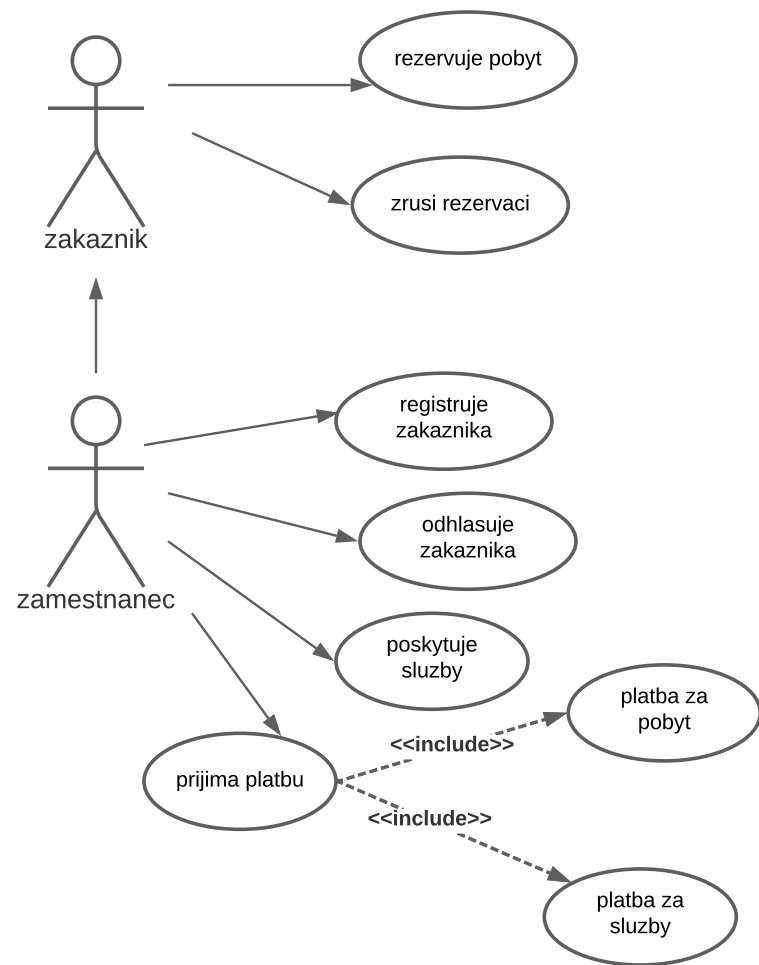 rezervuje pobyt
zrusi rezervaci
zakaznik
registruje
zakaznika
odhlasuje
zakaznika
zamestnanec
poskytuje
sluzby
platba za
pobyt
<<include>>
prijima platbu
<<include>>
platba za
sluzby